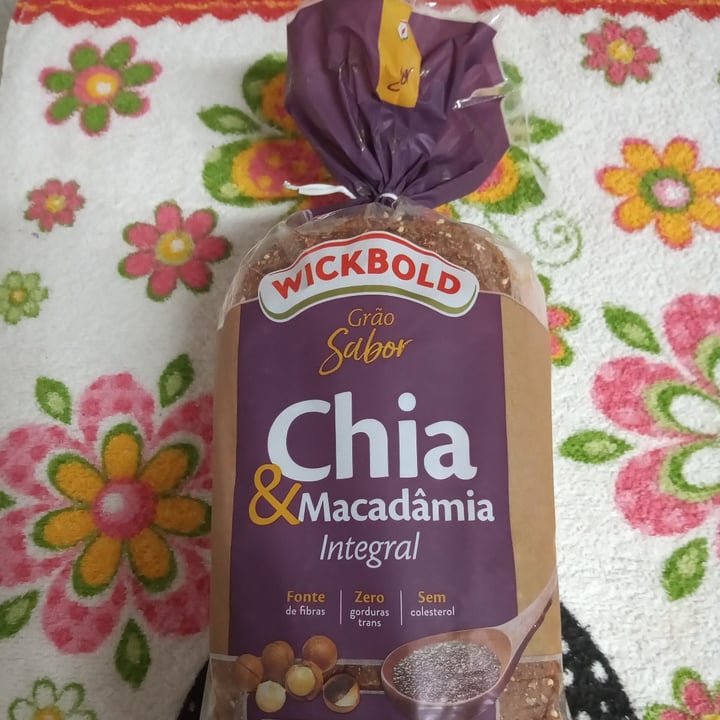 WICKBOLD
Grão
Sabor
Chia
& Macadâmia
Integral
Fonte
de fibras
Zero
gorduras
trans
Sem
colesterol